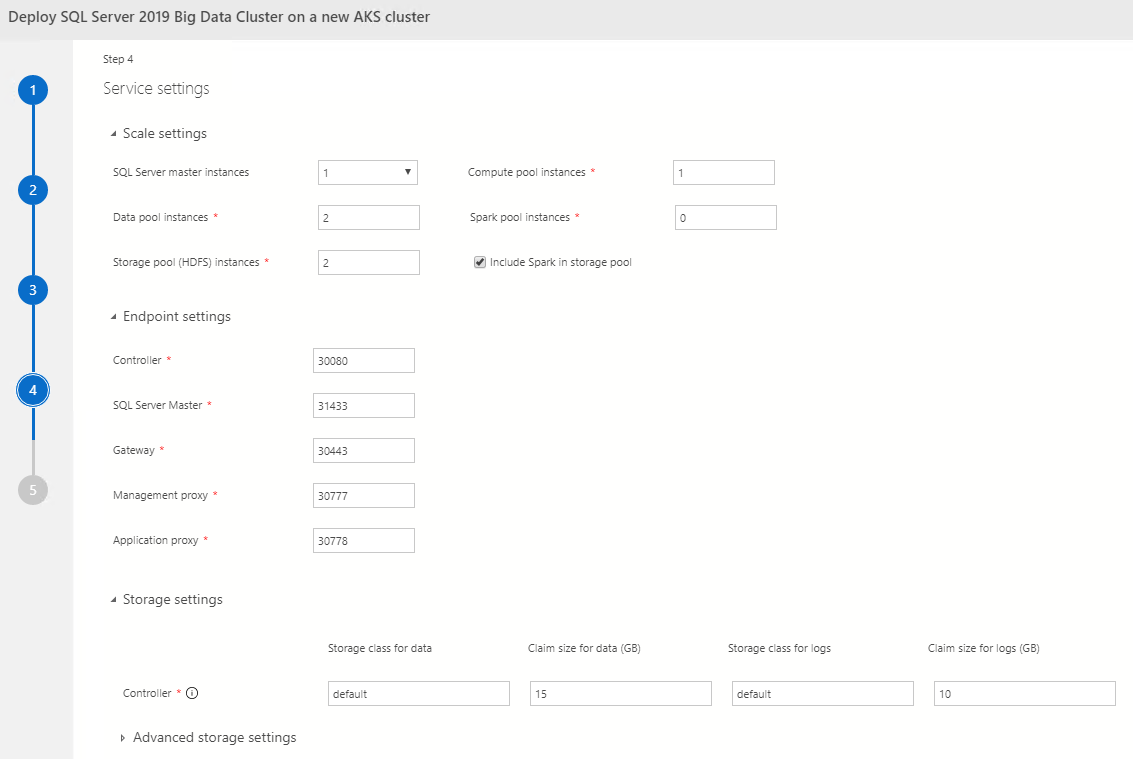 Deploy SQL Server 2019 Big Data Cluster on a new AKS cluster
1
2
3
4
5
Step 4
Service settings
Scale settings
SQL Server master instances 1 Compute pool instances * 1
Data pool instances * 2 Spark pool instances * 0
Storage pool (HDFS) instances * 2 Include Spark in storage pool
Endpoint settings
Controller * 30080
SQL Server Master * 31433
Gateway * 30443
Management proxy * 30777
Application proxy * 30778
Storage settings
Storage class for data Claim size for data (GB) Storage class for logs Claim size for logs (GB)
Controller * default 15 default 10
Advanced storage settings